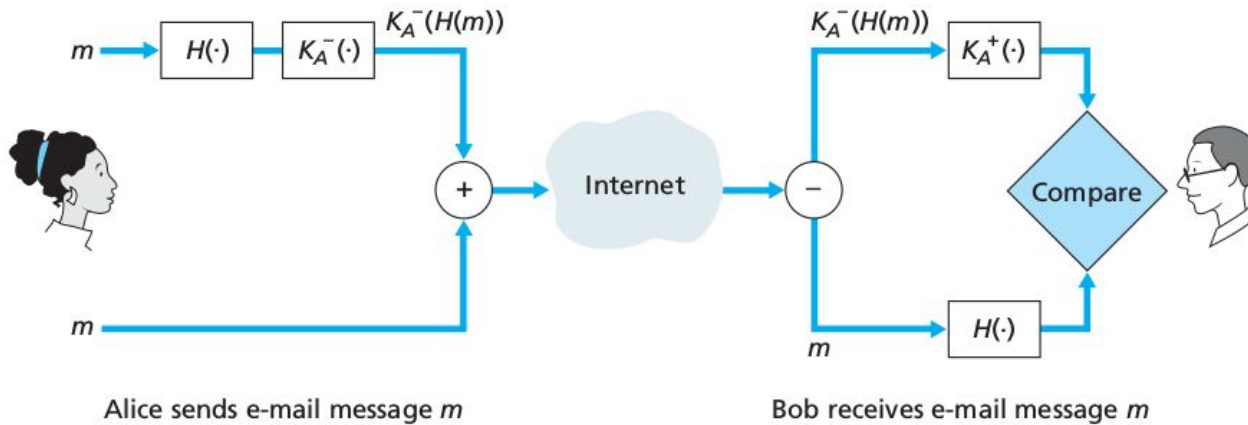 K_A^-(H(m))
m
H(·)
K_A^-(·)
K_A^-(H(m))
K_A^+(·)
+
Internet
−
Compare
m
H(·)
m
Alice sends e-mail message m
Bob receives e-mail message m